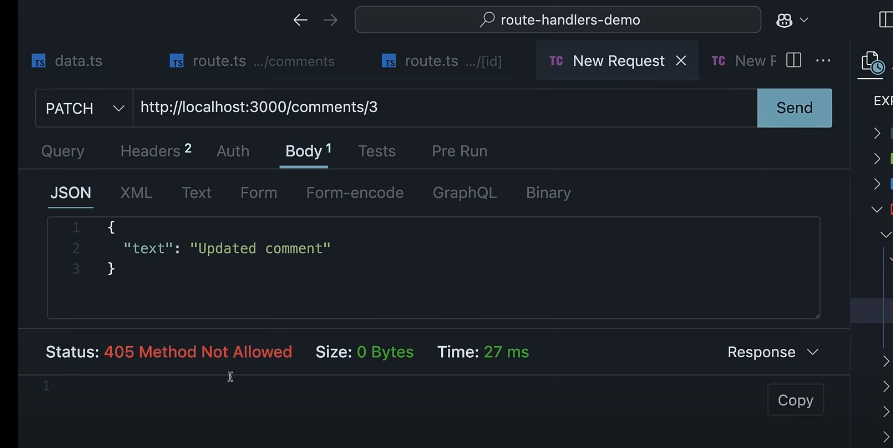 route-handlers-demo
TS data.ts TS route.ts .../comments TS route.ts .../[id] TC New Request TC New R
PATCH http://localhost:3000/comments/3 Send
Query Headers 2 Auth Body 1 Tests Pre Run
JSON XML Text Form Form-encode GraphQL Binary
1 {
2 "text": "Updated comment"
3 }
Status: 405 Method Not Allowed Size: 0 Bytes Time: 27 ms Response
1
Copy
EXP